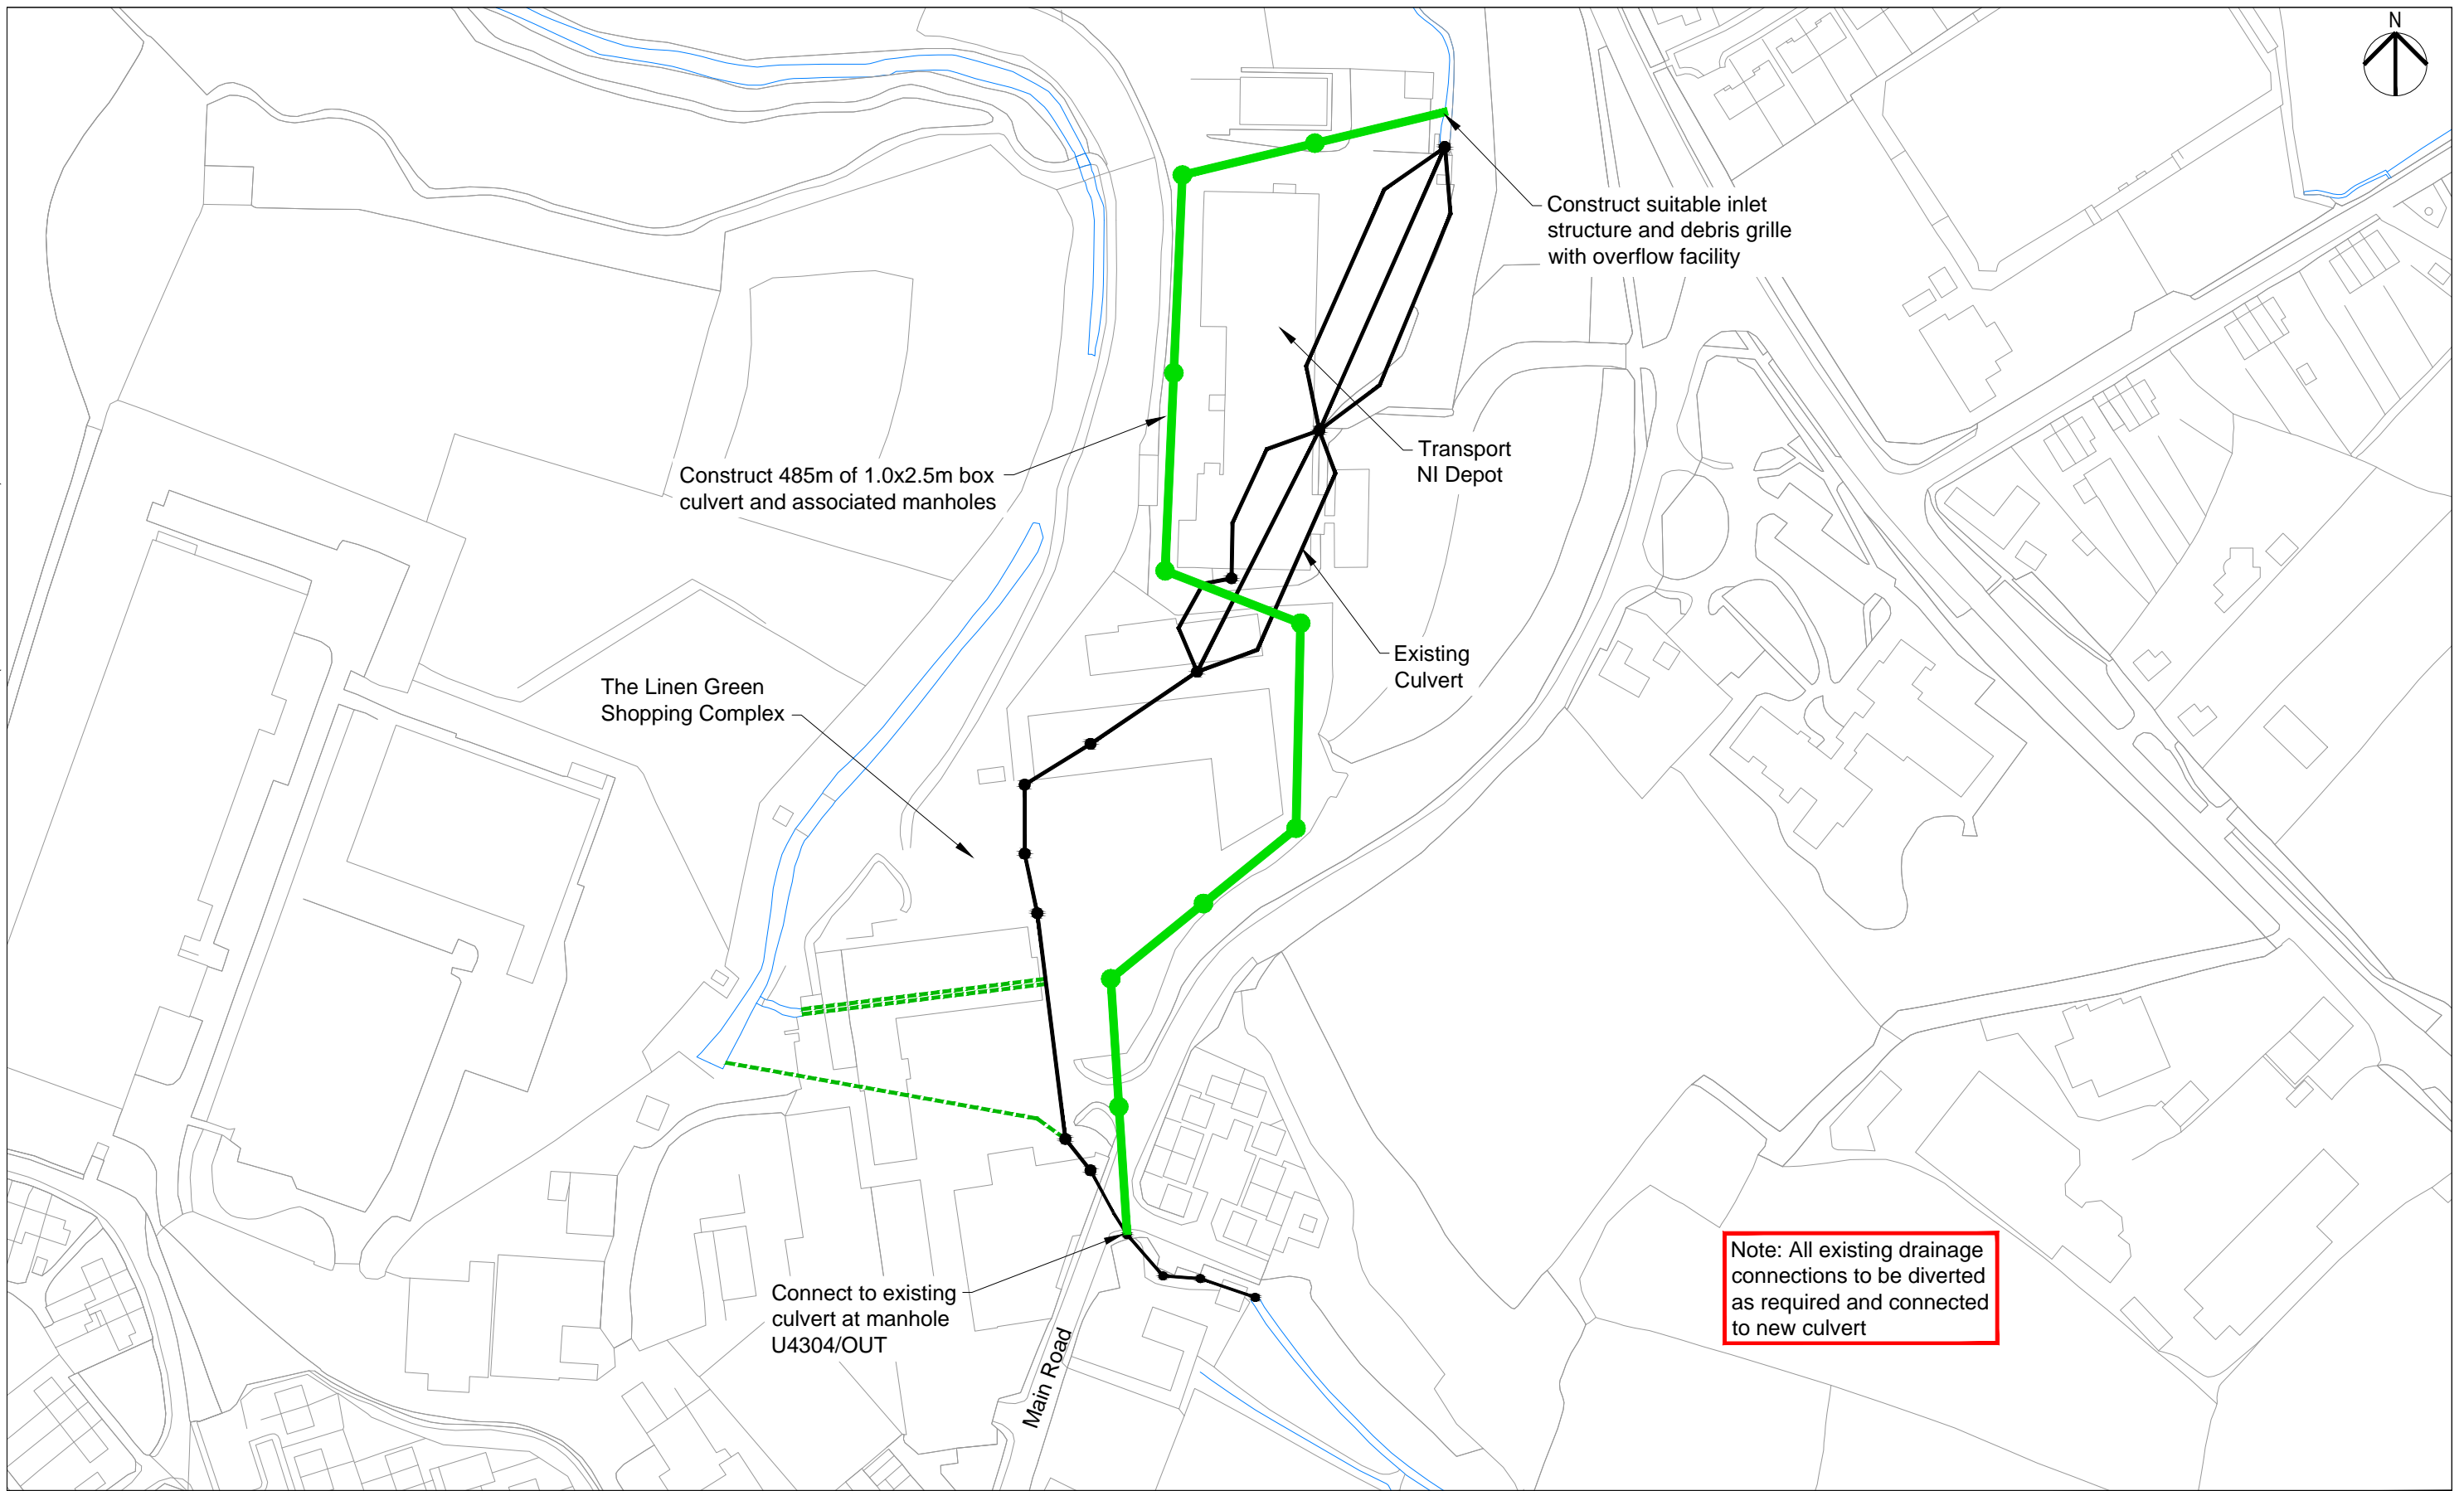 N
Construct suitable inlet
structure and debris grille
with overflow facility
Transport
NI Depot
Construct 485m of 1.0x2.5m box
culvert and associated manholes
Existing
Culvert
The Linen Green
Shopping Complex
Note: All existing drainage
connections to be diverted
as required and connected
to new culvert
Connect to existing
culvert at manhole
U4304/OUT
Main Road